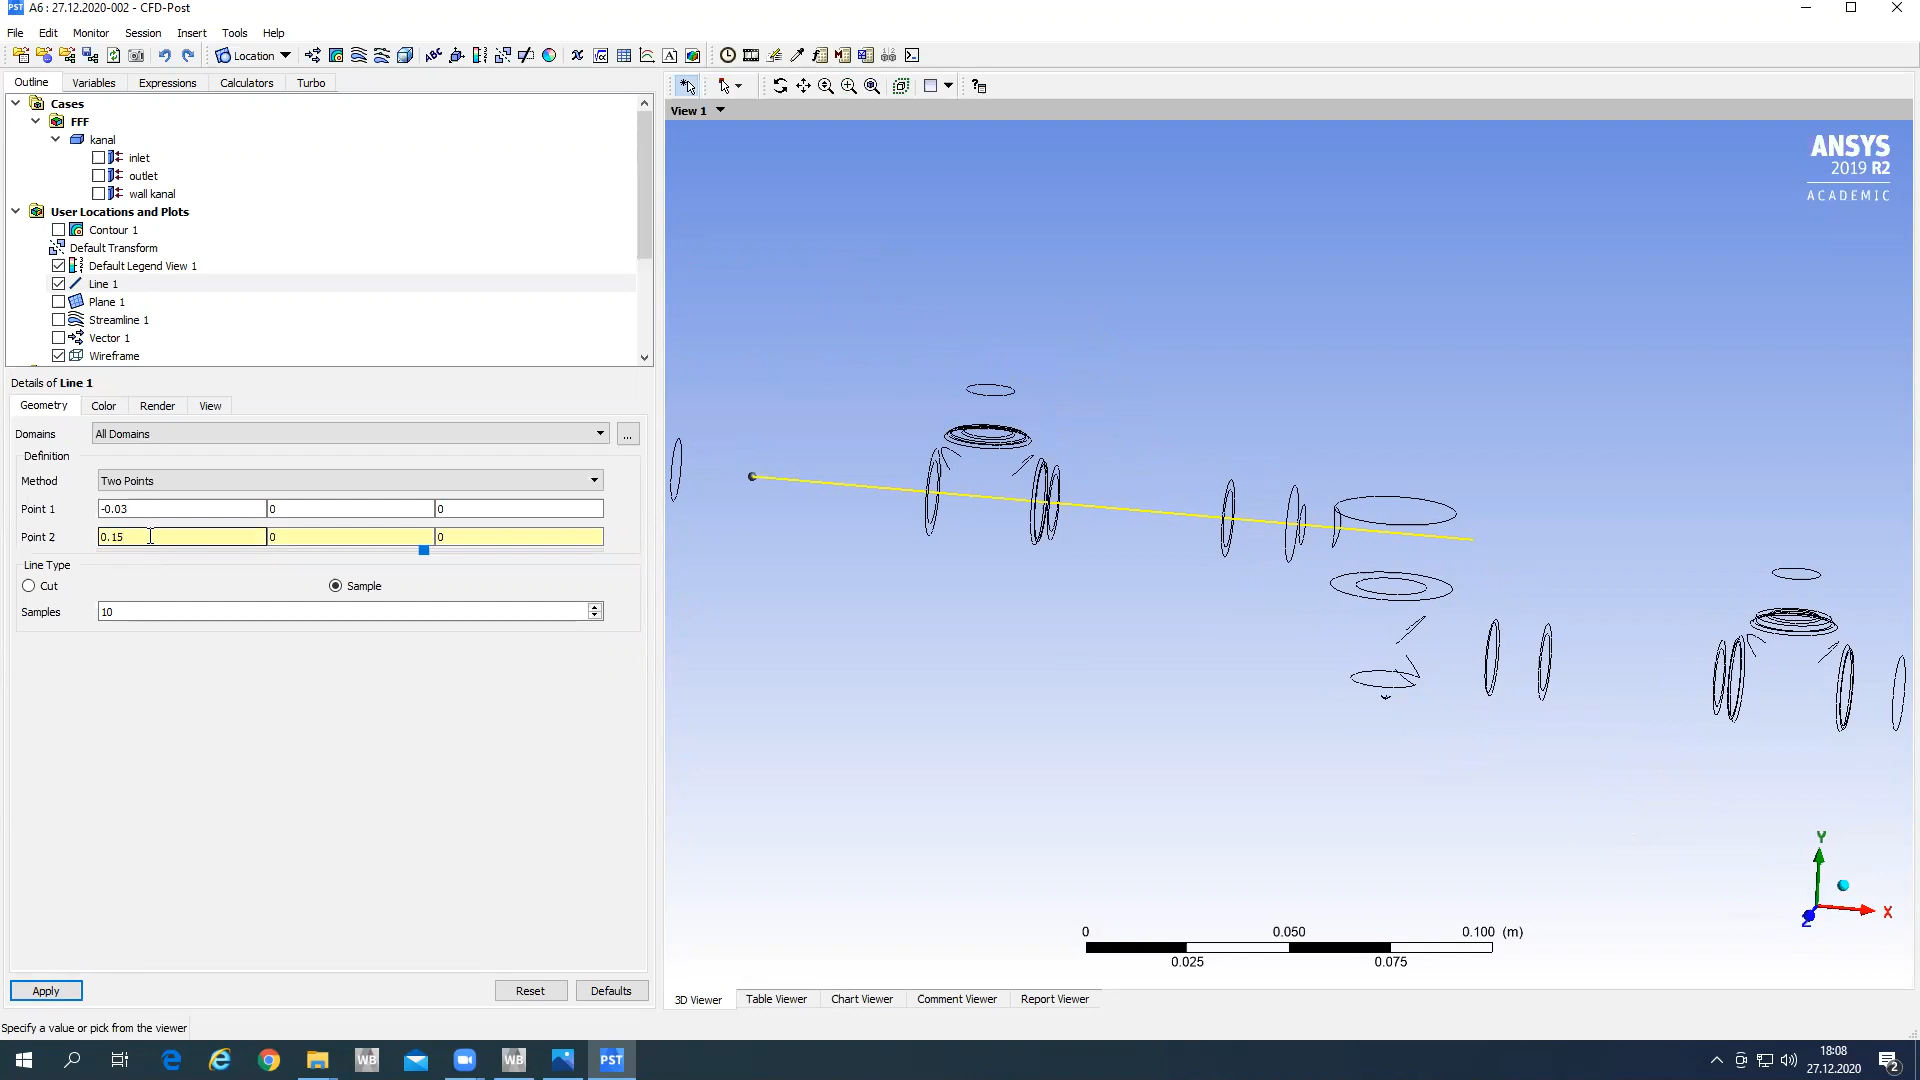 PST A6 : 27.12.2020-002 - CFD-Post
File Edit Monitor Session Insert Tools Help
Location
Outline Variables Expressions Calculators Turbo
Cases
FFF
kanal
inlet
outlet
wall kanal
User Locations and Plots
Contour 1
Default Transform
Default Legend View 1
Line 1
Plane 1
Streamline 1
Vector 1
Wireframe
Details of Line 1
Geometry Color Render View
Domains All Domains ...
Definition
Method Two Points
Point 1 -0.03 0 0
Point 2 0.15 0 0
Line Type
Cut Sample
Samples 10
Apply Reset Defaults
Specify a value or pick from the viewer
View 1
ANSYS
2019 R2
ACADEMIC
Y
X
Z
0 0.050 0.100 (m)
0.025 0.075
3D Viewer Table Viewer Chart Viewer Comment Viewer Report Viewer
WB WB PST
18:08
27.12.2020
2